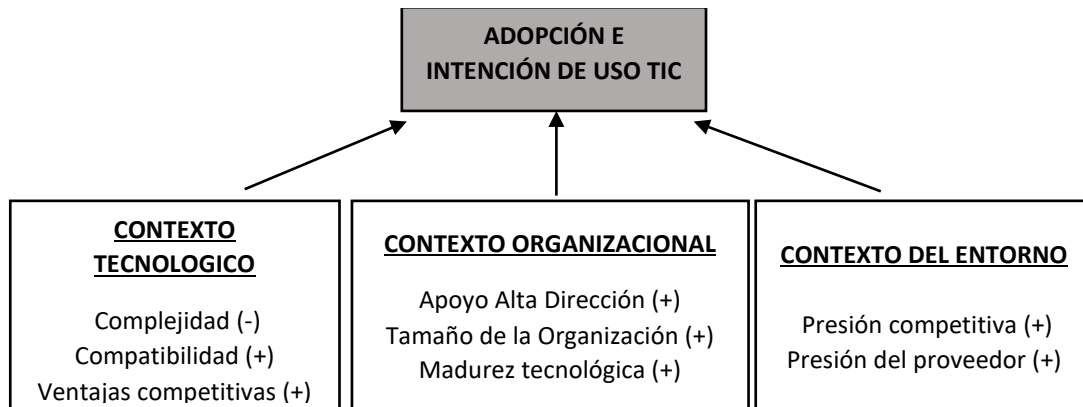 ADOPCIÓN E
INTENCIÓN DE USO TIC
CONTEXTO
TECNOLOGICO
Complejidad (-)
Compatibilidad (+)
Ventajas competitivas (+)
CONTEXTO ORGANIZACIONAL
Apoyo Alta Dirección (+)
Tamaño de la Organización (+)
Madurez tecnológica (+)
CONTEXTO DEL ENTORNO
Presión competitiva (+)
Presión del proveedor (+)